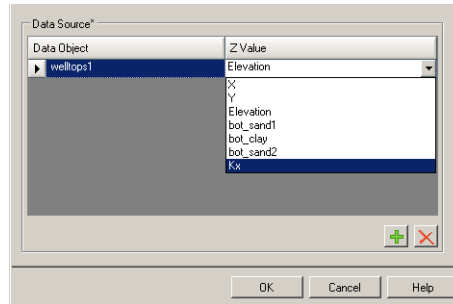 Data Source*
Data Object Z Value
welltops1 Elevation
X
Y
Elevation
bot_sand1
bot_clay
bot_sand2
Kx
OK Cancel Help